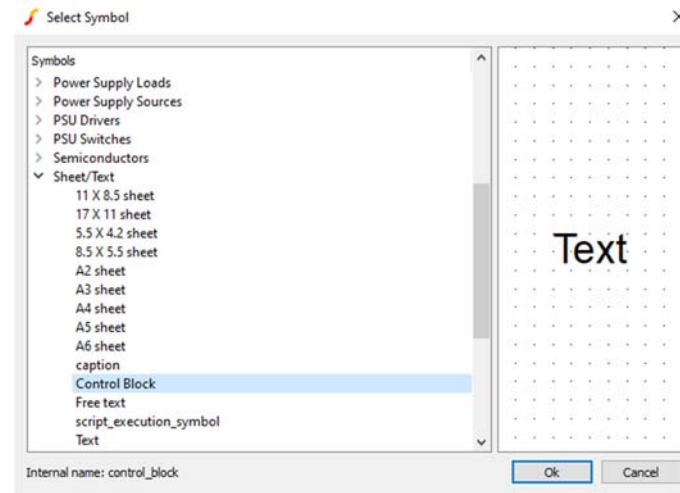 Select Symbol
Symbols
Power Supply Loads
Power Supply Sources
PSU Drivers
PSU Switches
Semiconductors
Sheet/Text
11 X 8.5 sheet
17 X 11 sheet
5.5 X 4.2 sheet
8.5 X 5.5 sheet
A2 sheet
A3 sheet
A4 sheet
A5 sheet
A6 sheet
caption
Control Block
Free text
script_execution_symbol
Text
Text
Internal name: control_block
Ok
Cancel